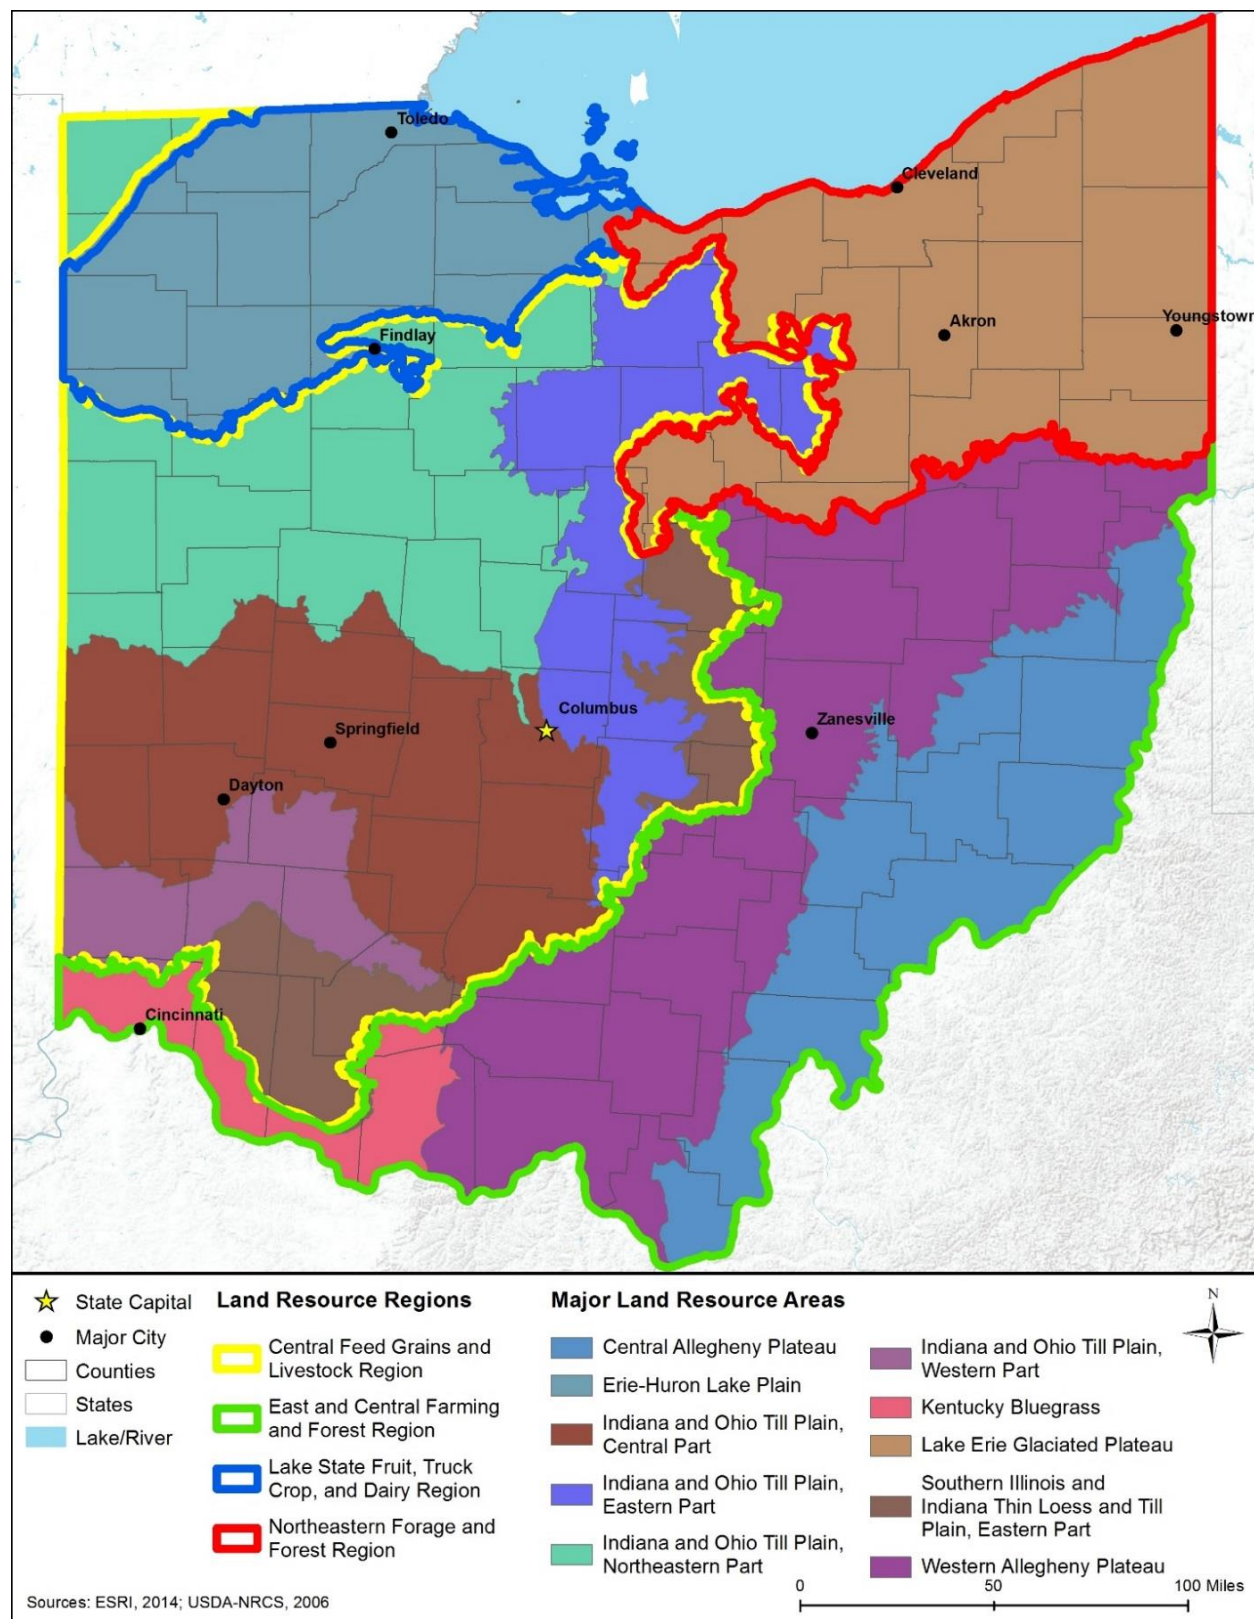 Toledo
Cleveland
Findlay
Akron
Youngstown
Columbus
Springfield
Zanesville
Dayton
Cincinnati
State Capital
Major City
Counties
States
Lake/River
Land Resource Regions
Central Feed Grains and
Livestock Region
East and Central Farming
and Forest Region
Lake State Fruit, Truck
Crop, and Dairy Region
Northeastern Forage and
Forest Region
Major Land Resource Areas
Central Allegheny Plateau
Erie-Huron Lake Plain
Indiana and Ohio Till Plain,
Central Part
Indiana and Ohio Till Plain,
Eastern Part
Indiana and Ohio Till Plain,
Northeastern Part
Indiana and Ohio Till Plain,
Western Part
Kentucky Bluegrass
Lake Erie Glaciated Plateau
Southern Illinois and
Indiana Thin Loess and Till
Plain, Eastern Part
Western Allegheny Plateau
N
0 50 100 Miles
Sources: ESRI, 2014; USDA-NRCS, 2006